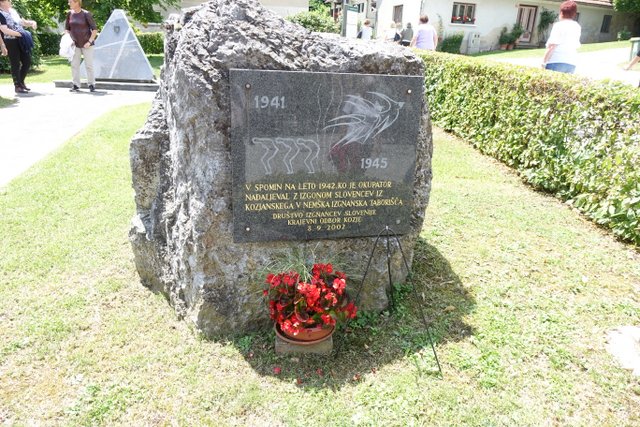 1941
1945
V SPOMIN NA LETO 1942, KO JE OKUPATOR
NADALJEVAL Z IZGONOM SLOVENCEV IZ
KOZJANSKEGA V NEMŠKA IZGNANSKA TABORIŠČA
DRUŠTVO IZGNANCEV SLOVENIJE
KRAJEVNI ODBOR KOZJE
8. 9. 2002